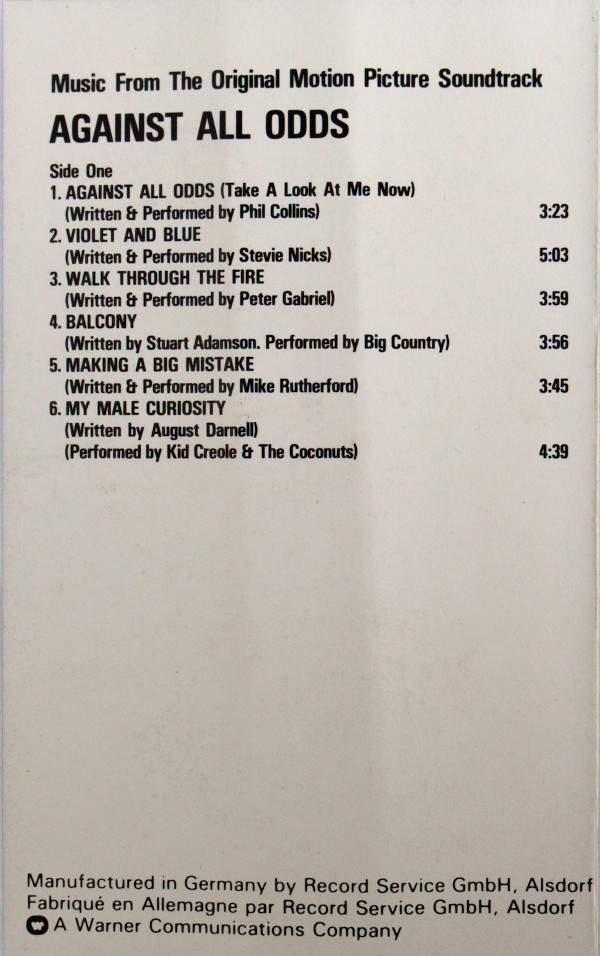 Music From The Original Motion Picture Soundtrack
AGAINST ALL ODDS
Side One
1. AGAINST ALL ODDS (Take A Look At Me Now)
(Written & Performed by Phil Collins) 3:23
2. VIOLET AND BLUE
(Written & Performed by Stevie Nicks) 5:03
3. WALK THROUGH THE FIRE
(Written & Performed by Peter Gabriel) 3:59
4. BALCONY
(Written by Stuart Adamson. Performed by Big Country) 3:56
5. MAKING A BIG MISTAKE
(Written & Performed by Mike Rutherford) 3:45
6. MY MALE CURIOSITY
(Written by August Darnell)
(Performed by Kid Creole & The Coconuts) 4:39
Manufactured in Germany by Record Service GmbH, Alsdorf
Fabriqué en Allemagne par Record Service GmbH, Alsdorf
A Warner Communications Company